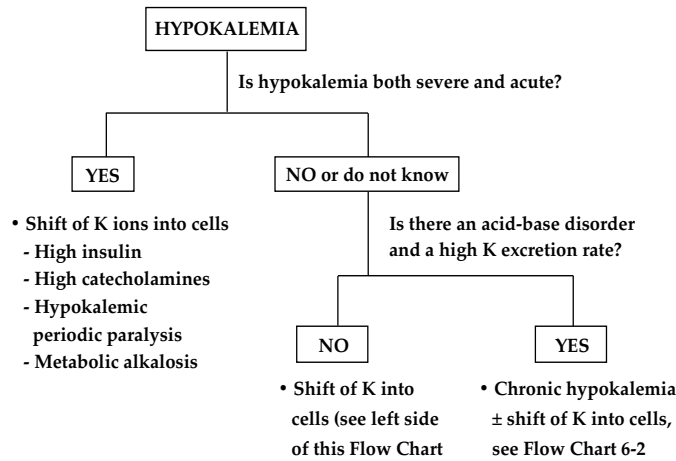 HYPOKALEMIA
Is hypokalemia both severe and acute?
YES
NO or do not know
• Shift of K ions into cells
- High insulin
- High catecholamines
- Hypokalemic
periodic paralysis
- Metabolic alkalosis
Is there an acid-base disorder
and a high K excretion rate?
NO
YES
• Shift of K into
cells (see left side
of this Flow Chart
• Chronic hypokalemia
± shift of K into cells,
see Flow Chart 6-2